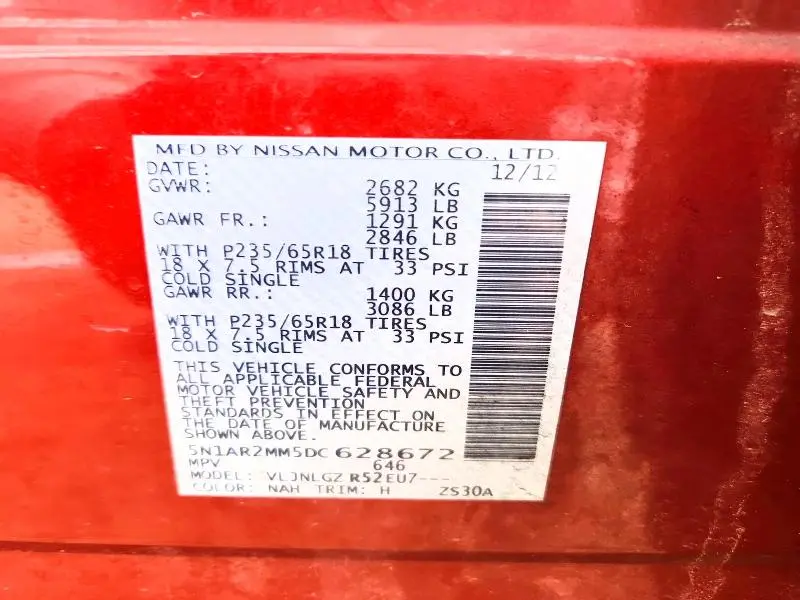 MFD BY NISSAN MOTOR CO., LTD.
DATE: 12/12
GVWR: 2682 KG
5913 LB
GAWR FR.: 1291 KG
2846 LB
WITH P235/65R18 TIRES
18 X 7.5 RIMS AT 33 PSI
COLD SINGLE
GAWR RR.: 1400 KG
3086 LB
WITH P235/65R18 TIRES
18 X 7.5 RIMS AT 33 PSI
COLD SINGLE
THIS VEHICLE CONFORMS TO
ALL APPLICABLE FEDERAL
MOTOR VEHICLE SAFETY AND
THEFT PREVENTION
STANDARDS IN EFFECT ON
THE DATE OF MANUFACTURE
SHOWN ABOVE.
5N1AR2MM5DC628672
MPV 646
MODEL: VLJNLGZ R52EU7---
COLOR: NAH TRIM: H ZS30A